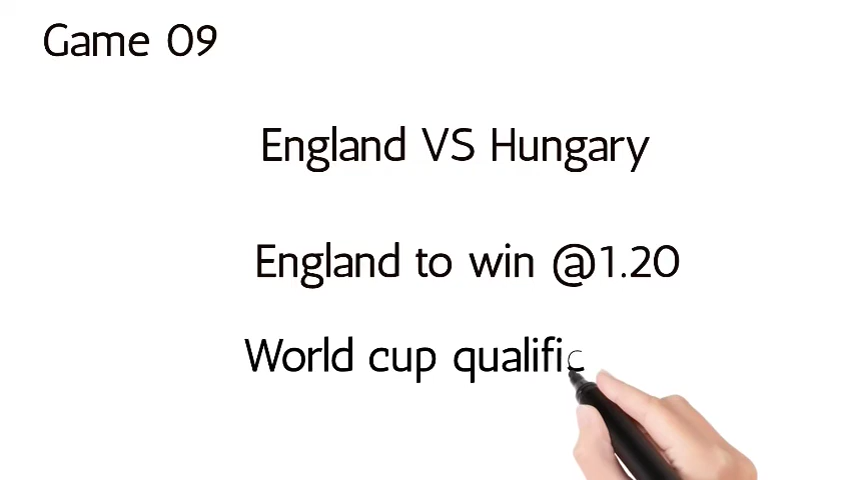 Game 09
England VS Hungary
England to win @1.20
World cup qualific